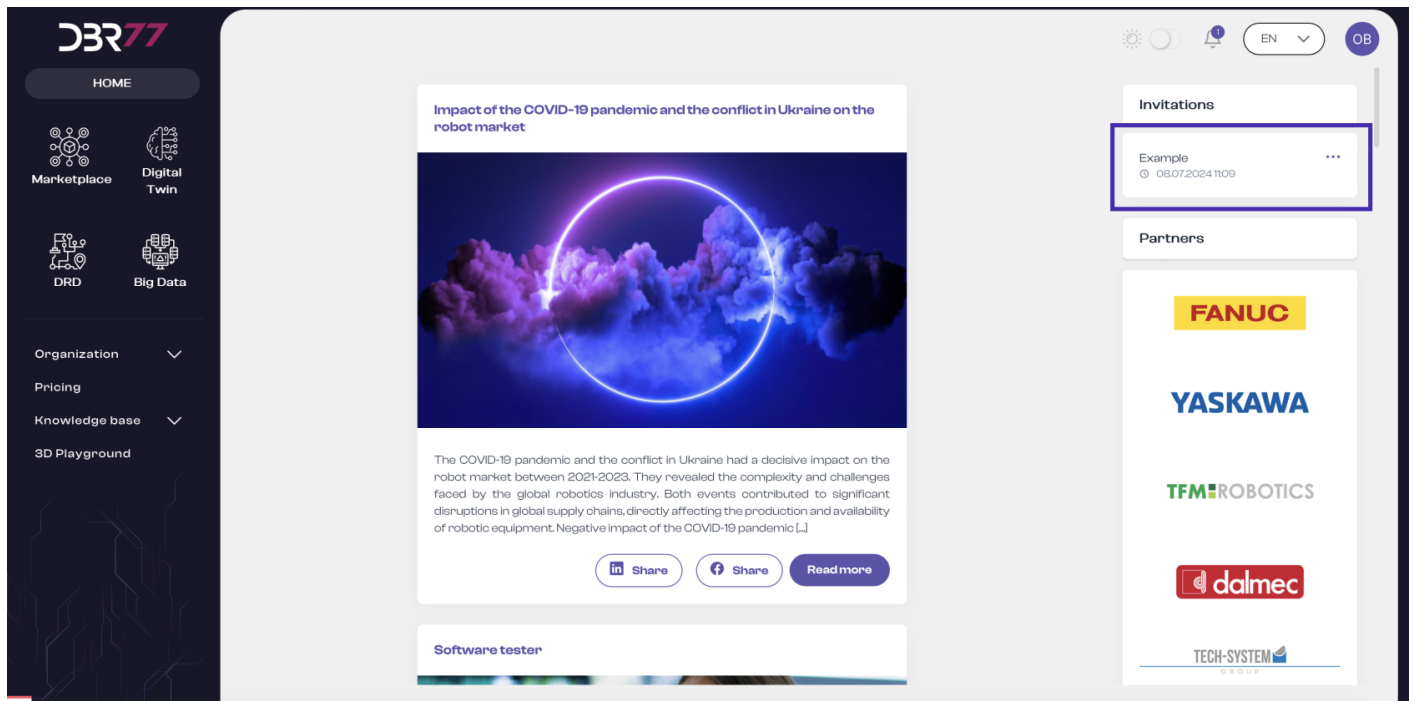 DBR77
HOME
Marketplace
Digital
Twin
DRD
Big Data
Organization
Pricing
Knowledge base
3D Playground
1
EN
OB
Impact of the COVID-19 pandemic and the conflict in Ukraine on the
robot market
The COVID-19 pandemic and the conflict in Ukraine had a decisive impact on the
robot market between 2021-2023. They revealed the complexity and challenges
faced by the global robotics industry. Both events contributed to significant
disruptions in global supply chains, directly affecting the production and availability
of robotic equipment. Negative impact of the COVID-19 pandemic [...]
Share
Share
Read more
Software tester
Invitations
Example
08.07.2024 11:09
Partners
FANUC
YASKAWA
TFM ROBOTICS
dalmec
TECH-SYSTEM
GROUP